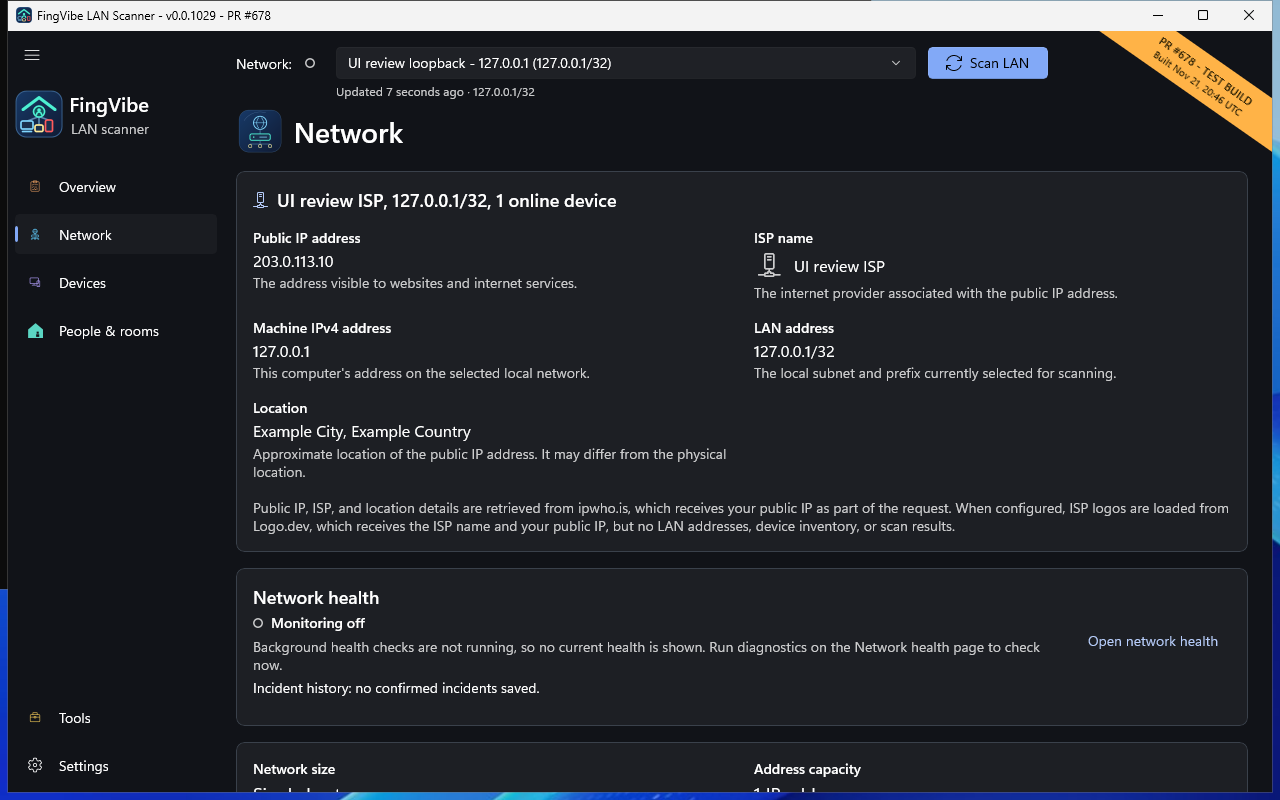 FingVibe LAN Scanner - v0.0.1029 - PR #678
Network:
UI review loopback - 127.0.0.1 (127.0.0.1/32)
Scan LAN
Updated 7 seconds ago · 127.0.0.1/32
PR #678 - TEST BUILD
Built Nov 21, 20:46 UTC
FingVibe
LAN scanner
Overview
Network
Devices
People & rooms
Tools
Settings
Network
UI review ISP, 127.0.0.1/32, 1 online device
Public IP address
203.0.113.10
The address visible to websites and internet services.
ISP name
UI review ISP
The internet provider associated with the public IP address.
Machine IPv4 address
127.0.0.1
This computer's address on the selected local network.
LAN address
127.0.0.1/32
The local subnet and prefix currently selected for scanning.
Location
Example City, Example Country
Approximate location of the public IP address. It may differ from the physical
location.
Public IP, ISP, and location details are retrieved from ipwho.is, which receives your public IP as part of the request. When configured, ISP logos are loaded from
Logo.dev, which receives the ISP name and your public IP, but no LAN addresses, device inventory, or scan results.
Network health
Monitoring off
Background health checks are not running, so no current health is shown. Run diagnostics on the Network health page to check
now.
Incident history: no confirmed incidents saved.
Open network health
Network size
Address capacity